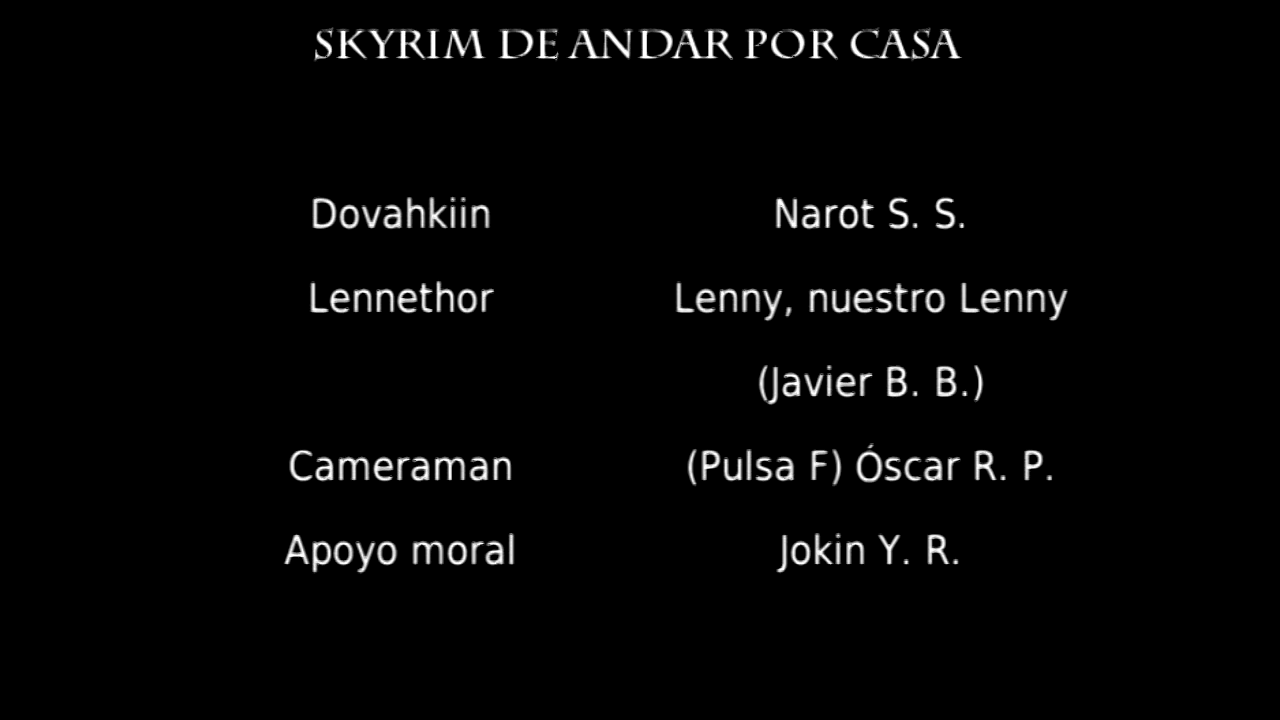 SKYRIM DE ANDAR POR CASA
Dovahkiin Narot S. S.
Lennethor Lenny, nuestro Lenny
(Javier B. B.)
Cameraman (Pulsa F) Óscar R. P.
Apoyo moral Jokin Y. R.